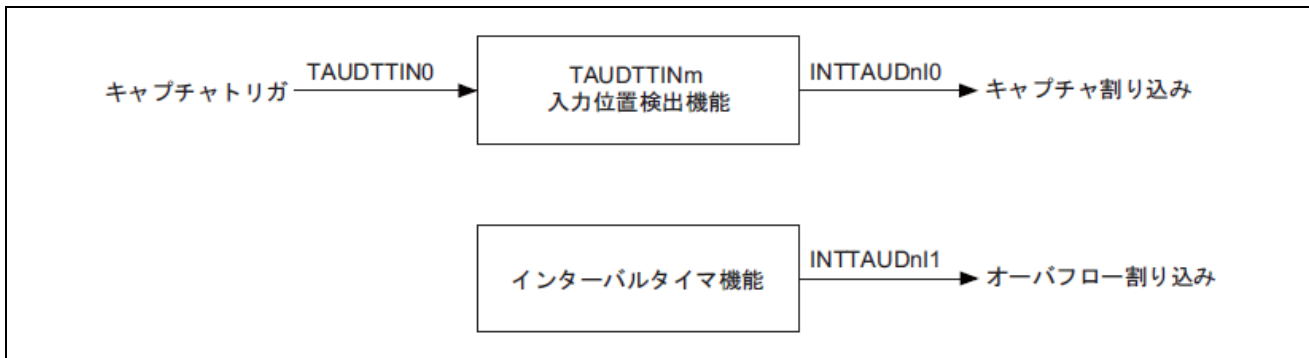 キャプチャトリガ
TAUDTTIN0
TAUDTTINm
入力位置検出機能
INTTAUDnI0
キャプチャ割り込み
インターバルタイマ機能
INTTAUDnI1
オーバフロー割り込み